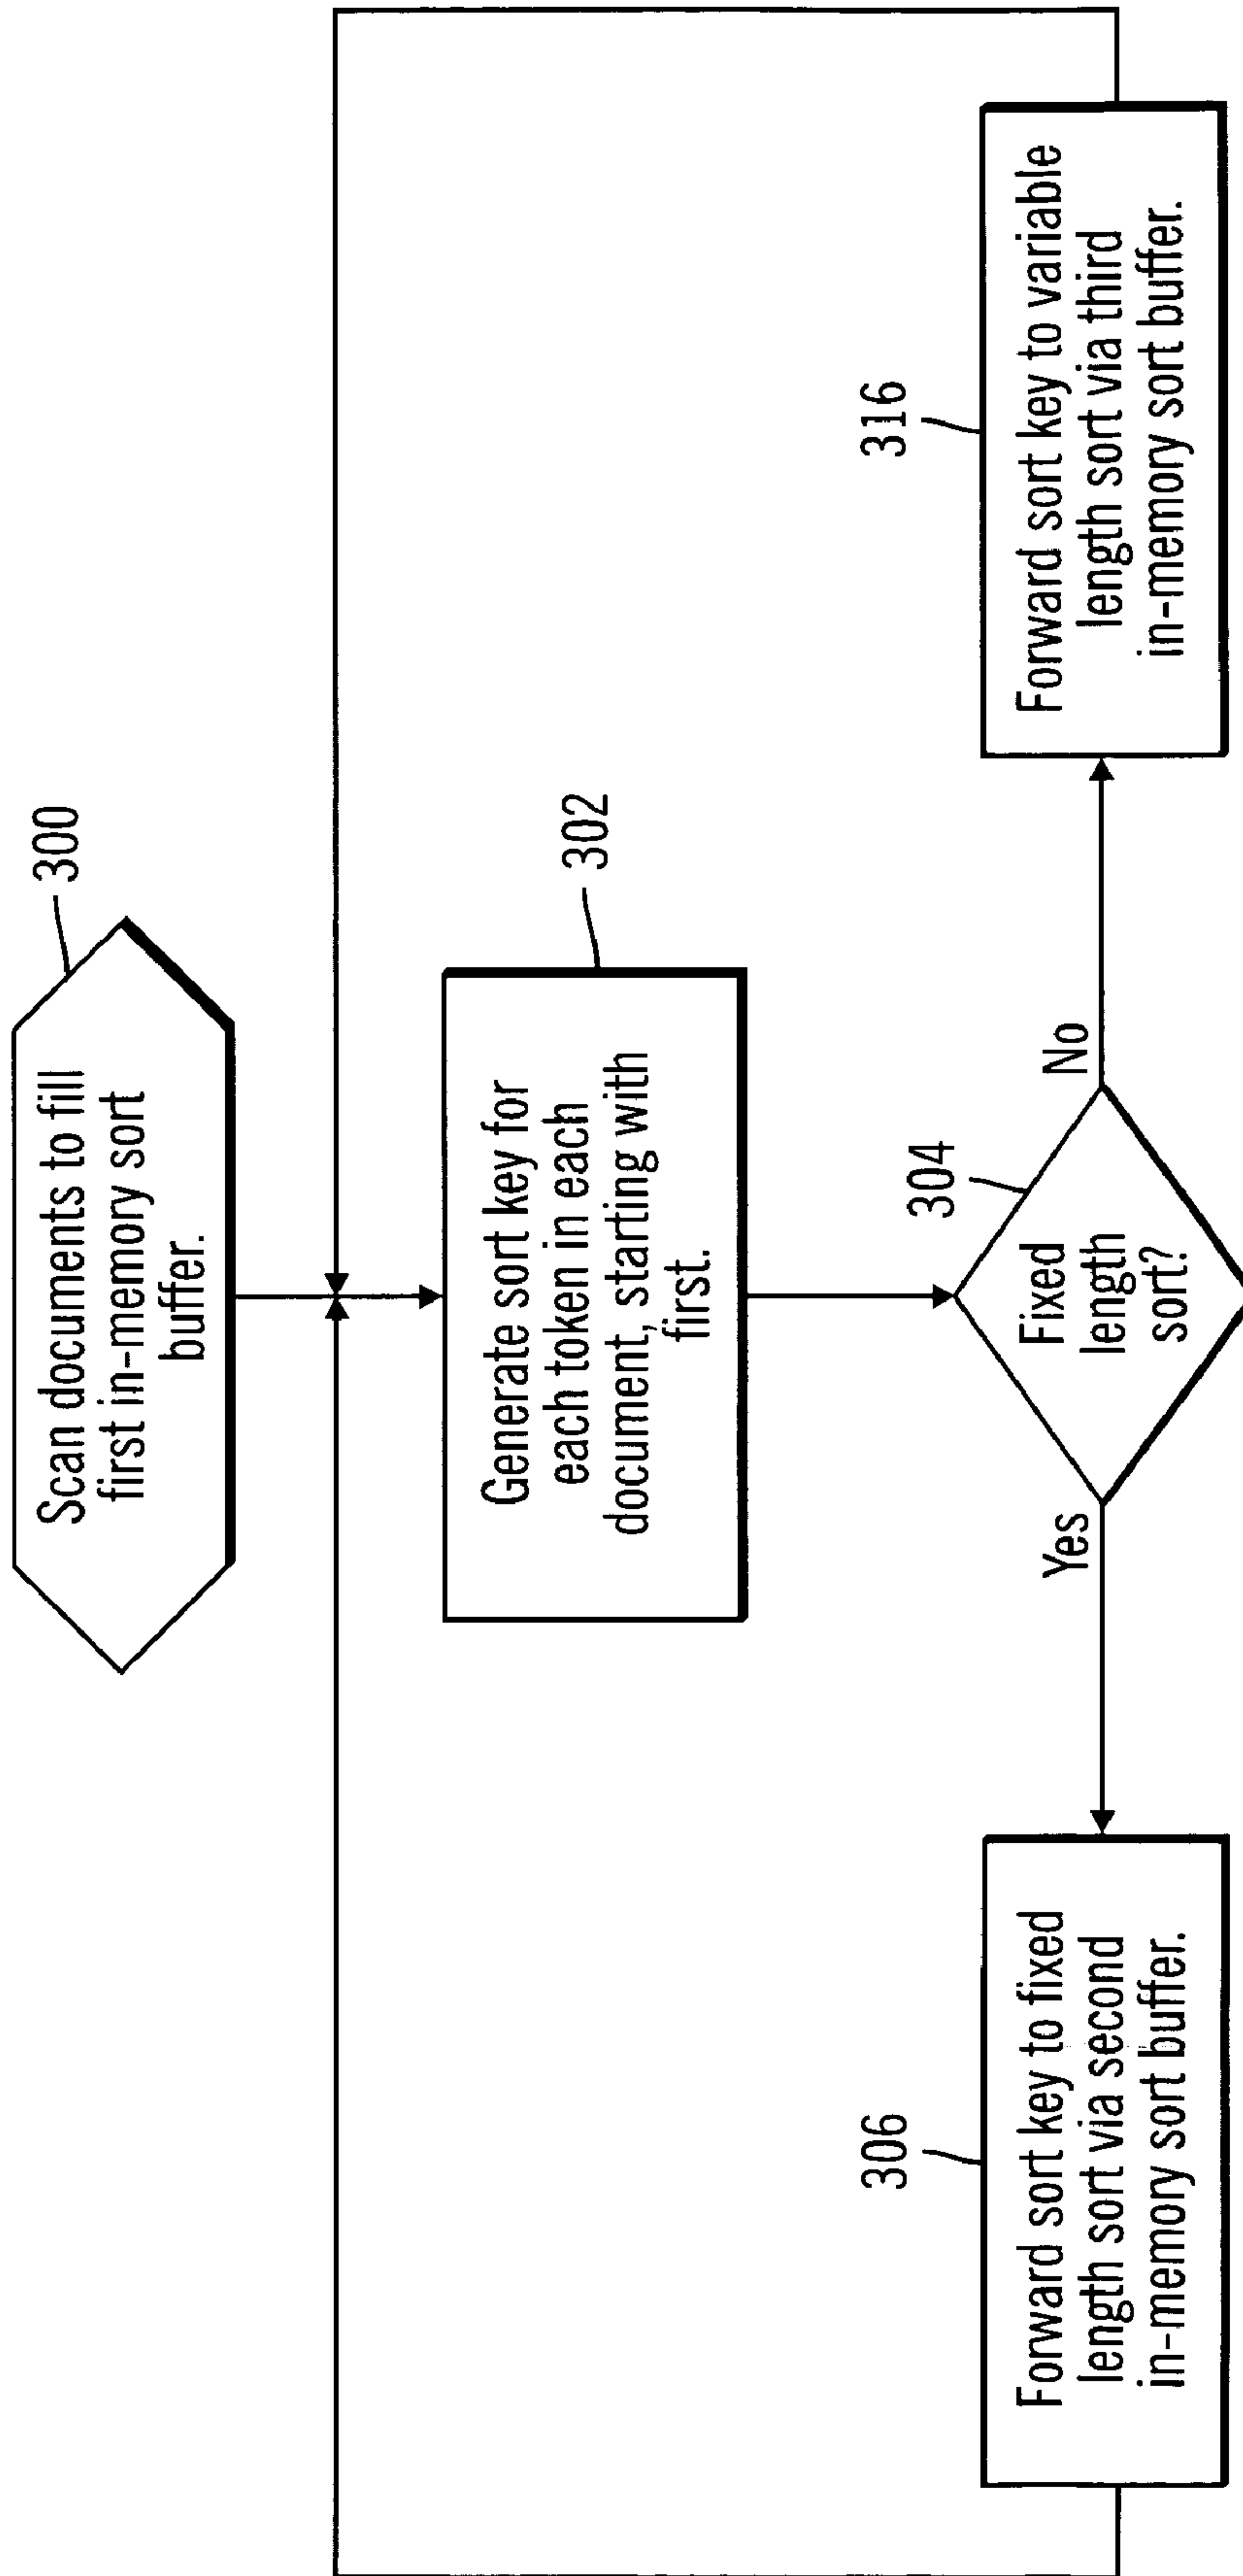 300
Scan documents to fill
first in-memory sort
buffer.
302
Generate sort key for
each token in each
document, starting with
first.
304
Fixed
length
sort?
Yes
No
306
Forward sort key to fixed
length sort via second
in-memory sort buffer.
316
Forward sort key to variable
length sort via third
in-memory sort buffer.